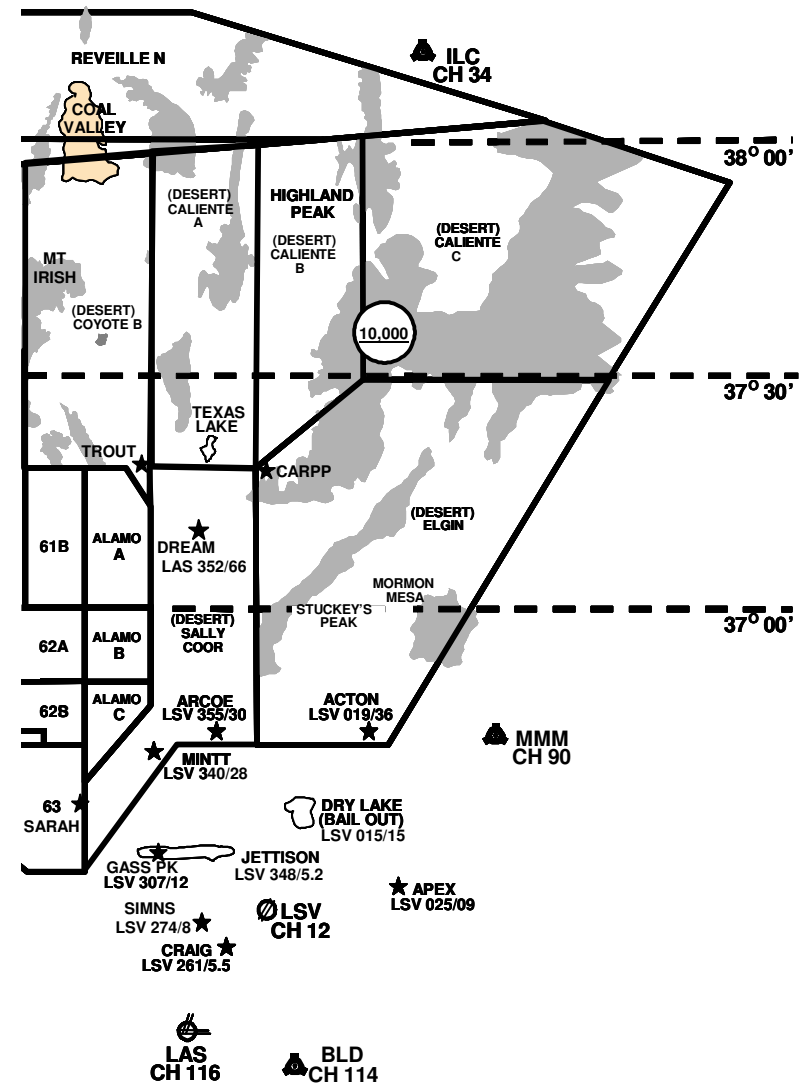 REVEILLE N
ILC
CH 34
COAL
VALLEY
38° 00'
(DESERT)
CALIENTE
A
HIGHLAND
PEAK
(DESERT)
CALIENTE
B
(DESERT)
CALIENTE
C
MT
IRISH
(DESERT)
COYOTE B
10,000
37° 30'
TEXAS
LAKE
TROUT
CARPP
(DESERT)
ELGIN
61B
ALAMO
A
DREAM
LAS 352/66
MORMON
MESA
STUCKEY'S
PEAK
37° 00'
(DESERT)
SALLY
COOR
62A
ALAMO
B
62B
ALAMO
C
ARCOE
LSV 355/30
ACTON
LSV 019/36
MMM
CH 90
MINTT
LSV 340/28
63
SARAH
DRY LAKE
(BAIL OUT)
LSV 015/15
JETTISON
LSV 348/5.2
GASS PK
LSV 307/12
APEX
LSV 025/09
SIMNS
LSV 274/8
LSV
CH 12
CRAIG
LSV 261/5.5
LAS
CH 116
BLD
CH 114